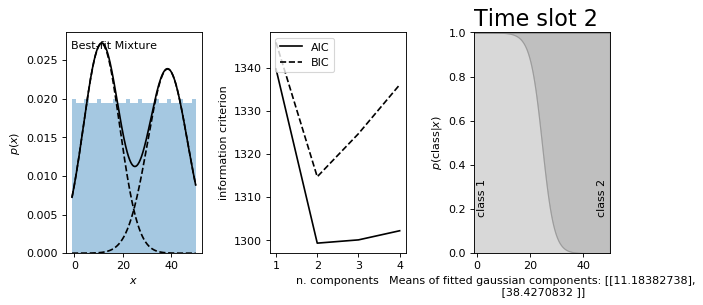 Time slot 2
Best-fit Mixture
0.025
0.020
0.015
0.010
0.005
0.000
p(x)
0 20 40
x
AIC
BIC
1340
1330
1320
1310
1300
information criterion
1 2 3 4
n. components
1.0
0.8
0.6
0.4
0.2
0.0
p(class|x)
class 1
class 2
0 20 40
Means of fitted gaussian components: [[11.18382738],
[38.4270832 ]]